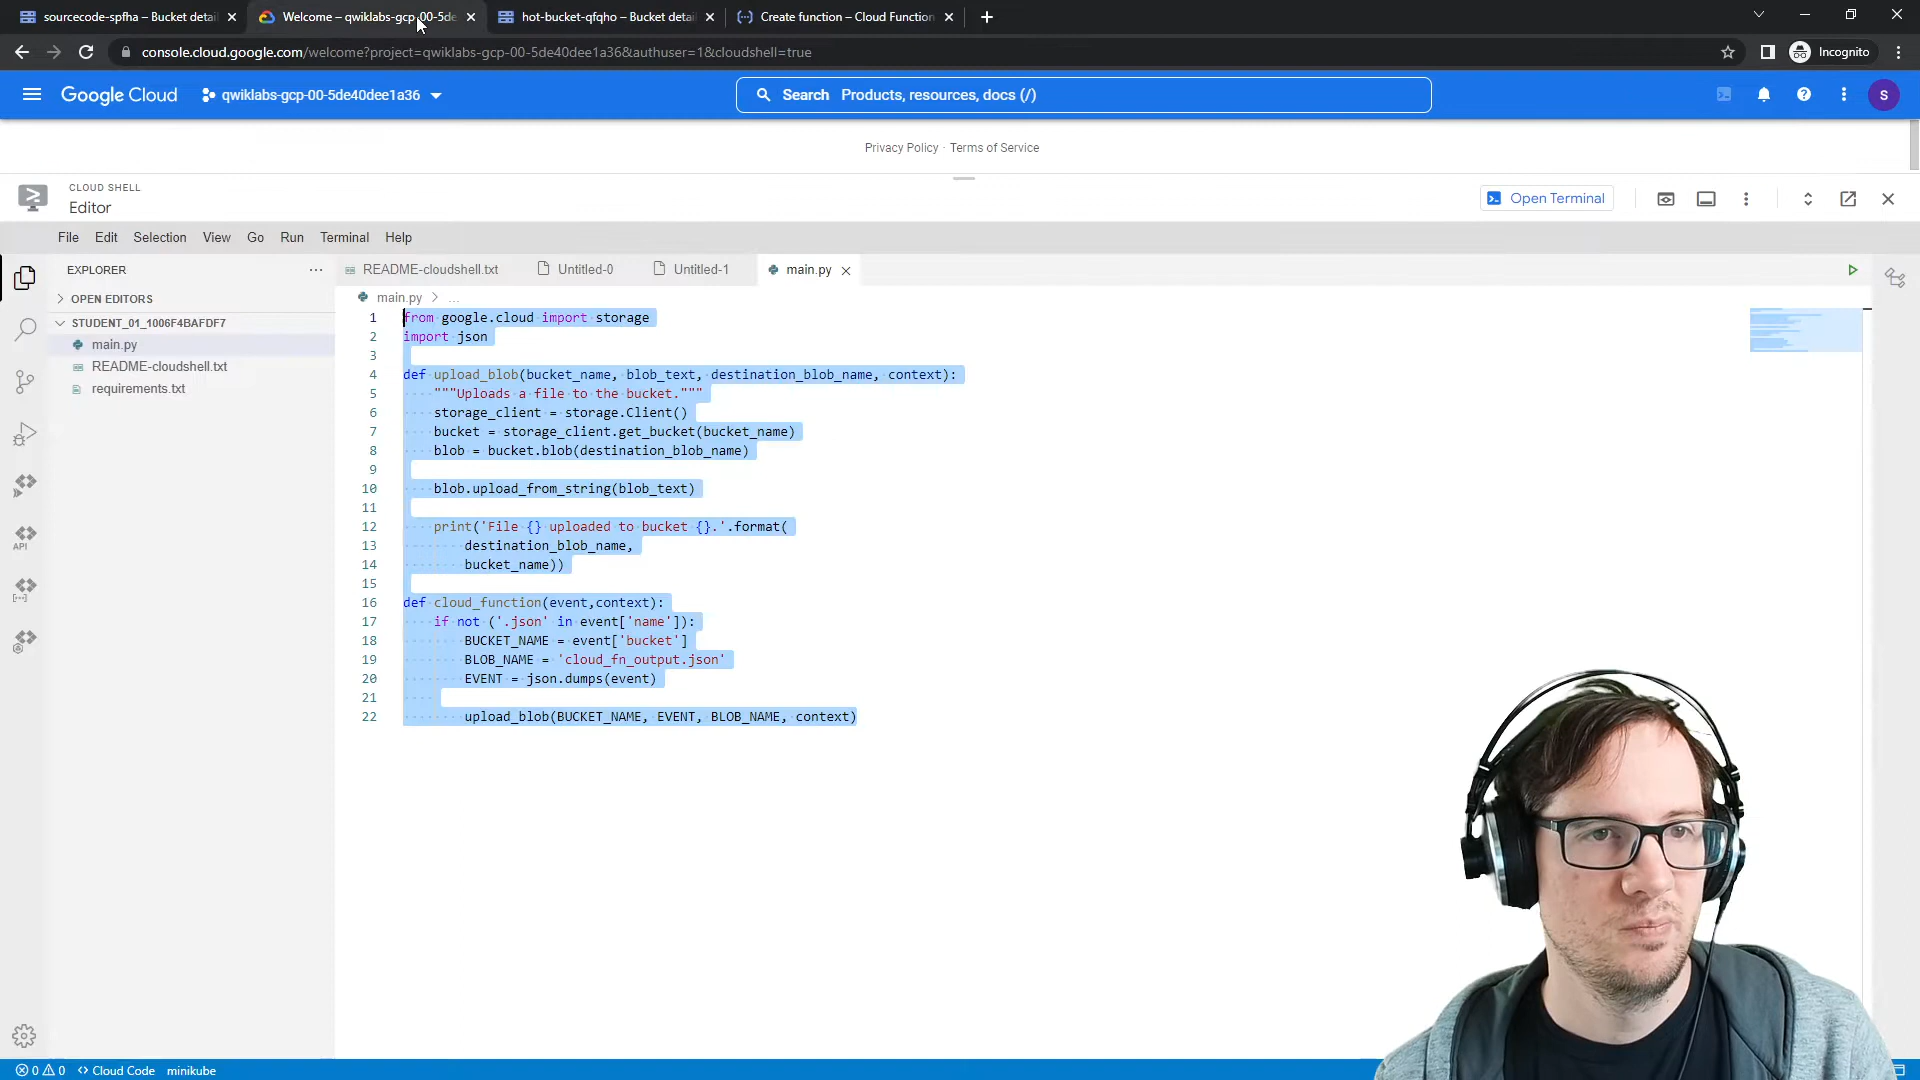 sourcecode-spfha – Bucket detai
Welcome – qwiklabs-gcp-00-5de
hot-bucket-qfqho – Bucket detai
Create function – Cloud Function
console.cloud.google.com/welcome?project=qwiklabs-gcp-00-5de40dee1a36&authuser=1&cloudshell=true
Incognito
Google Cloud
qwiklabs-gcp-00-5de40dee1a36
Search Products, resources, docs (/)
S
Privacy Policy · Terms of Service
CLOUD SHELL
Editor
Open Terminal
File Edit Selection View Go Run Terminal Help
EXPLORER
README-cloudshell.txt
Untitled-0
Untitled-1
main.py
OPEN EDITORS
STUDENT_01_1006F4BAFDF7
main.py
README-cloudshell.txt
requirements.txt
API
main.py > ...
1 from google.cloud import storage
2 import json
3
4 def upload_blob(bucket_name, blob_text, destination_blob_name, context):
5 """Uploads a file to the bucket."""
6 storage_client = storage.Client()
7 bucket = storage_client.get_bucket(bucket_name)
8 blob = bucket.blob(destination_blob_name)
9
10 blob.upload_from_string(blob_text)
11
12 print('File {} uploaded to bucket {}.'.format(
13 destination_blob_name,
14 bucket_name))
15
16 def cloud_function(event,context):
17 if not ('.json' in event['name']):
18 BUCKET_NAME = event['bucket']
19 BLOB_NAME = 'cloud_fn_output.json'
20 EVENT = json.dumps(event)
21
22 upload_blob(BUCKET_NAME, EVENT, BLOB_NAME, context)
0 0 <> Cloud Code minikube